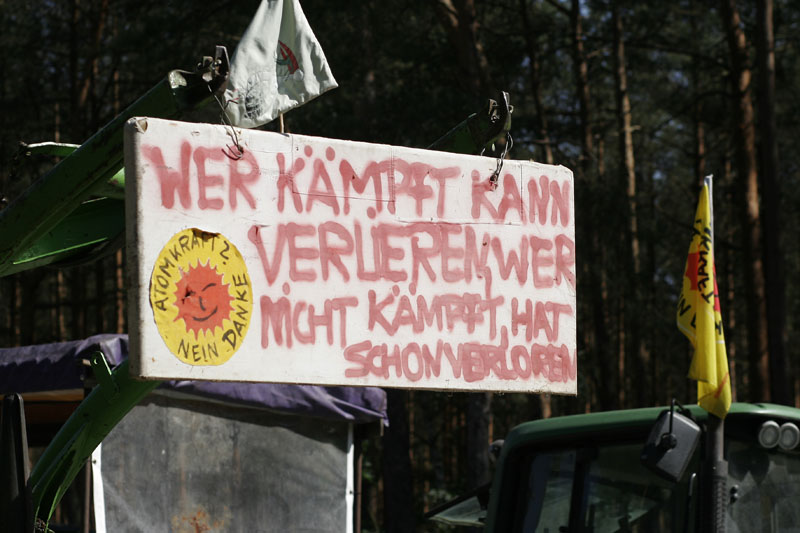 WER KÄMPFT KANN
VERLIEREN, WER
NICHT KÄMPFT, HAT
SCHON VERLOREN
ATOMKRAFT?
NEIN DANKE